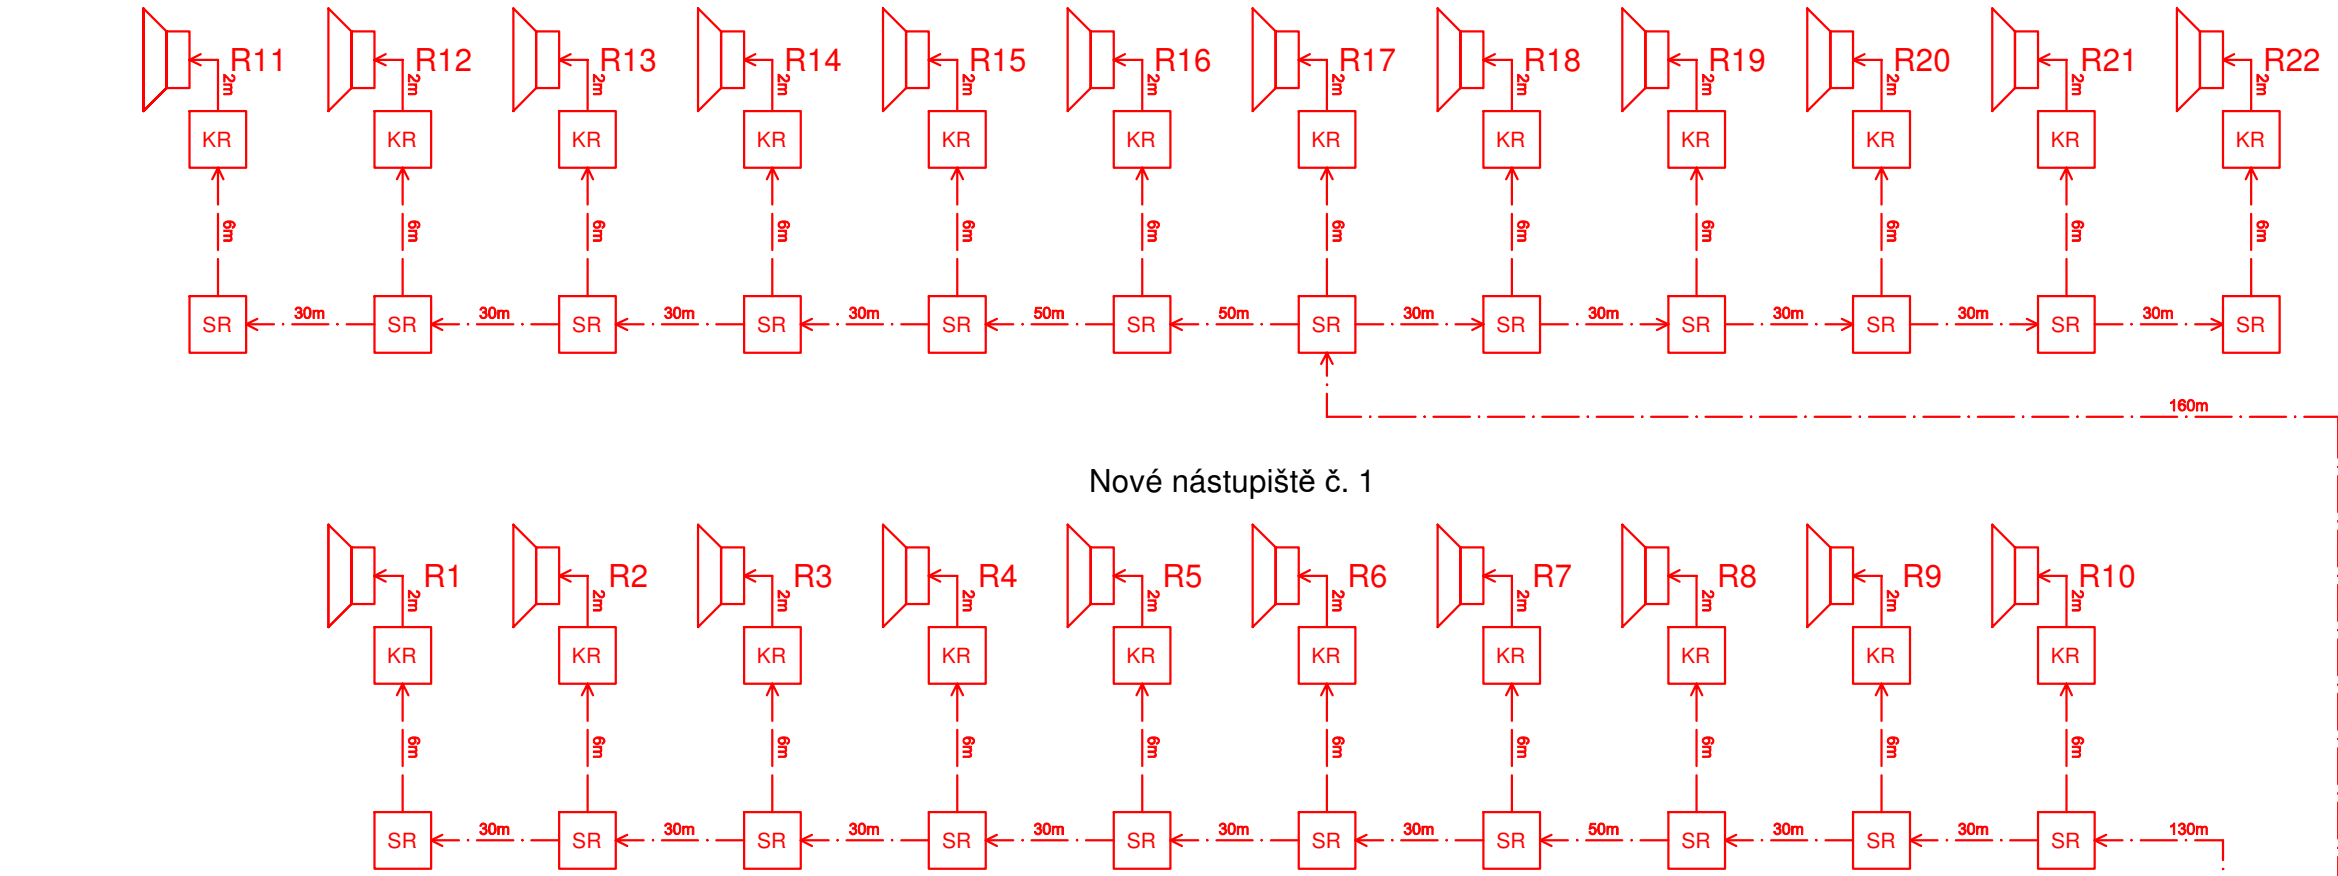 R11 R12 R13 R14 R15 R16 R17 R18 R19 R20 R21 R22
2m 2m 2m 2m 2m 2m 2m 2m 2m 2m 2m 2m
KR KR KR KR KR KR KR KR KR KR KR KR
6m 6m 6m 6m 6m 6m 6m 6m 6m 6m 6m 6m
30m 30m 30m 30m 50m 50m 30m 30m 30m 30m 30m
SR SR SR SR SR SR SR SR SR SR SR SR
160m
Nové nástupiště č. 1
R1 R2 R3 R4 R5 R6 R7 R8 R9 R10
2m 2m 2m 2m 2m 2m 2m 2m 2m 2m
KR KR KR KR KR KR KR KR KR KR
6m 6m 6m 6m 6m 6m 6m 6m 6m 6m
30m 30m 30m 30m 30m 30m 50m 30m 30m 130m
SR SR SR SR SR SR SR SR SR SR